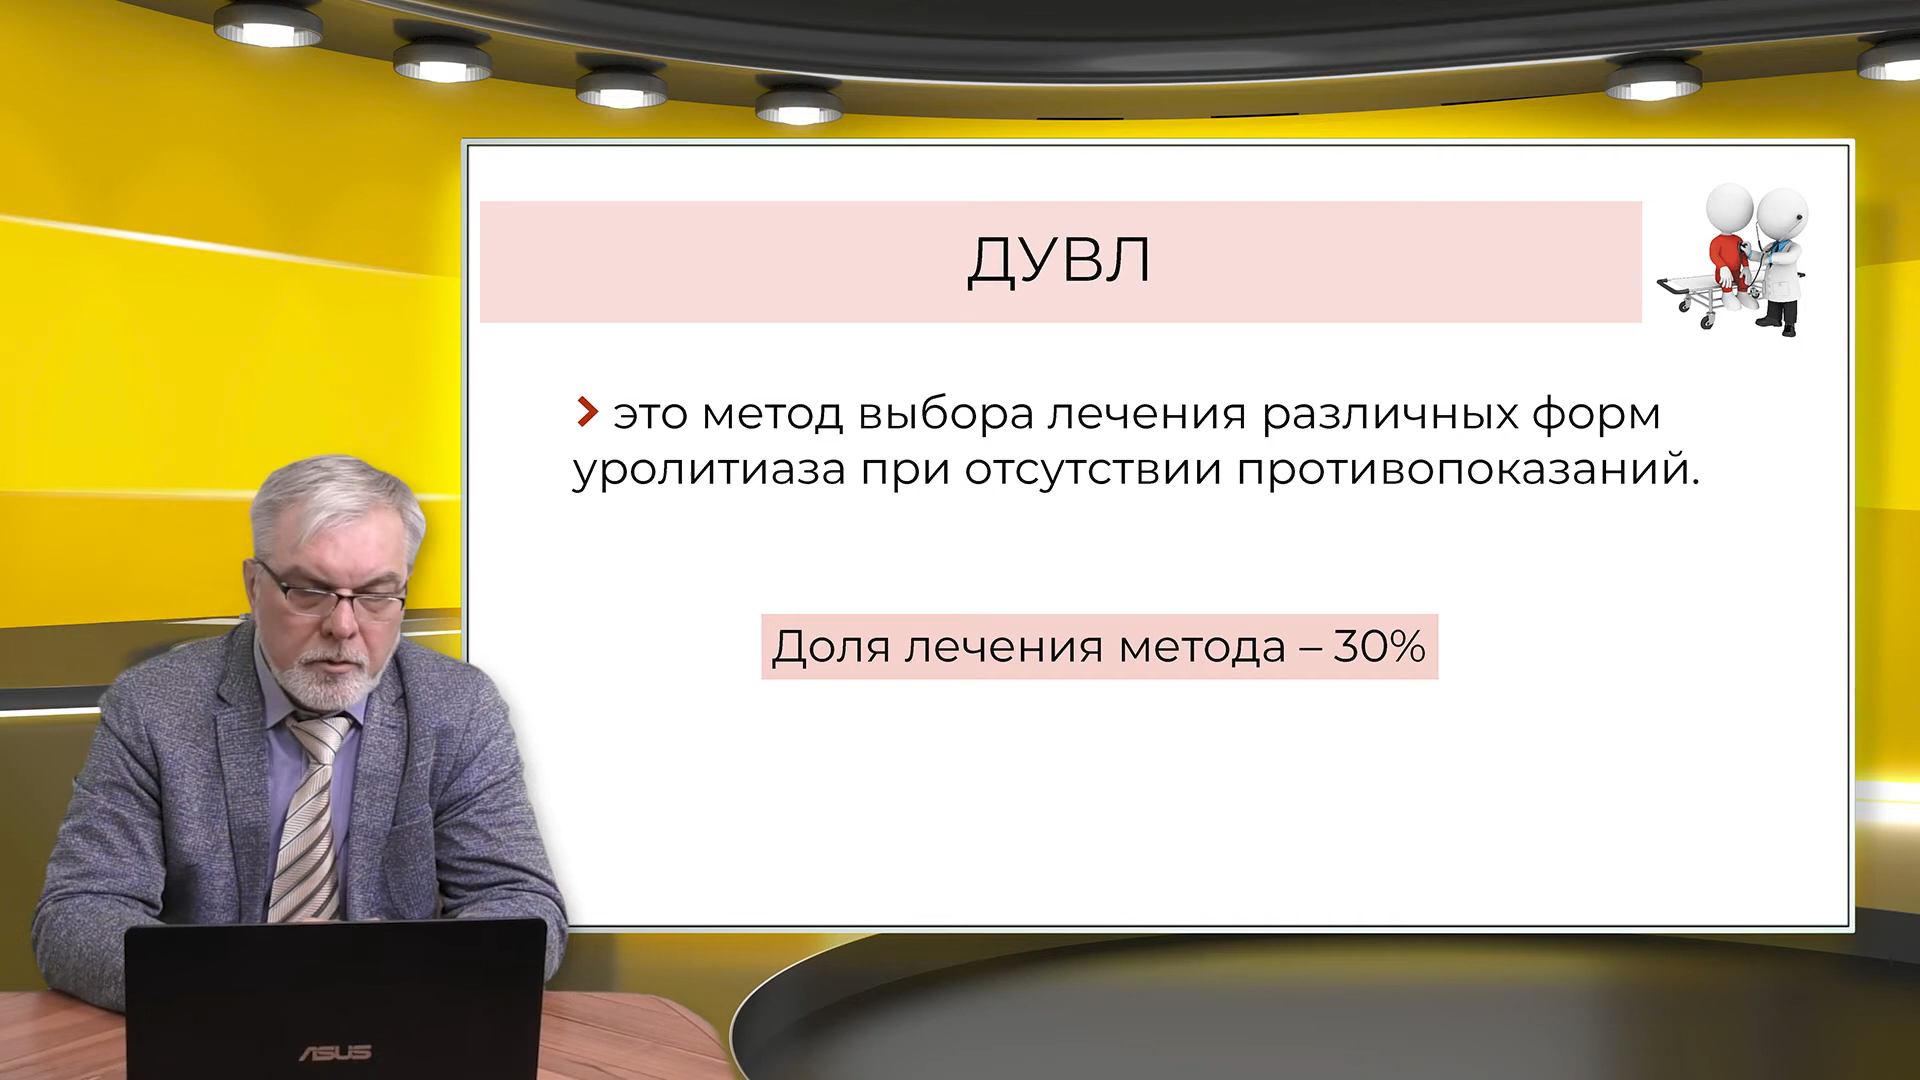 ДУВЛ
это метод выбора лечения различных форм
уролитиаза при отсутствии противопоказаний.
Доля лечения метода – 30%
ASUS